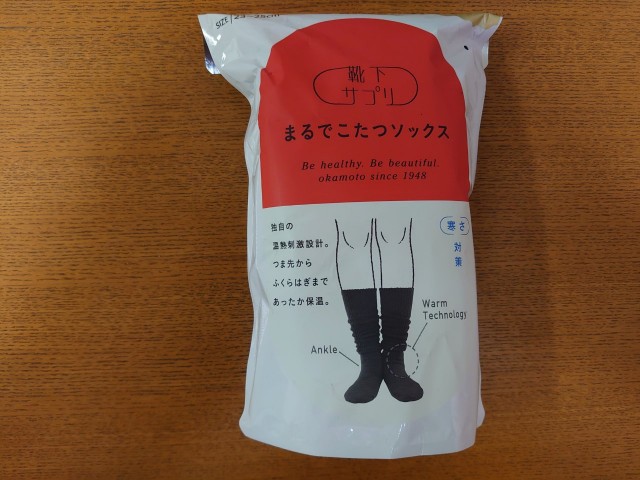 靴下
サプリ
まるでこたつソックス
Be healthy. Be beautiful.
okamoto since 1948
独自の
温熱刺激設計。
つま先から
ふくらはぎまで
あったか保温。
寒さ
対策
Warm
Technology
Ankle